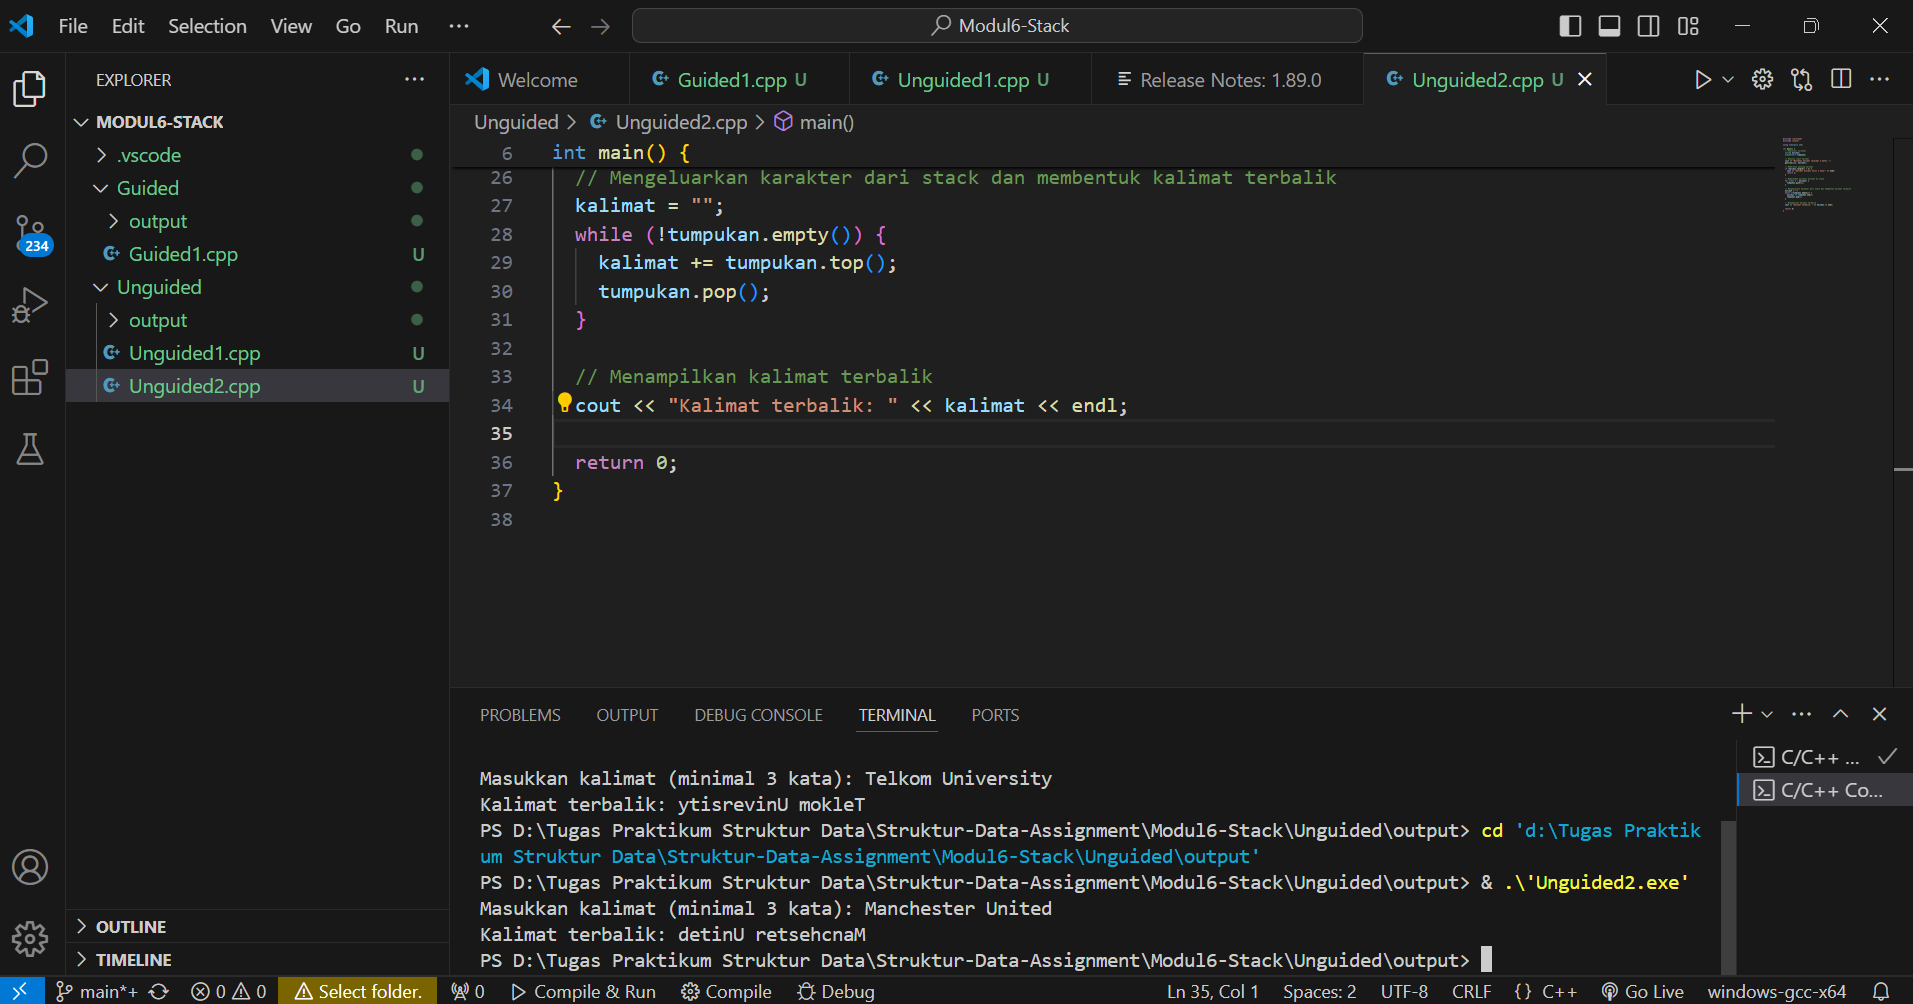 File Edit Selection View Go Run ··· Modul6-Stack
EXPLORER
MODUL6-STACK
.vscode
Guided
output
Guided1.cpp U
Unguided
output
Unguided1.cpp U
Unguided2.cpp U
OUTLINE
TIMELINE
234
Welcome Guided1.cpp U Unguided1.cpp U Release Notes: 1.89.0 Unguided2.cpp U
Unguided > Unguided2.cpp > main()
6 int main() {
26 // Mengeluarkan karakter dari stack dan membentuk kalimat terbalik
27 kalimat = "";
28 while (!tumpukan.empty()) {
29 kalimat += tumpukan.top();
30 tumpukan.pop();
31 }
32
33 // Menampilkan kalimat terbalik
34 cout << "Kalimat terbalik: " << kalimat << endl;
35
36 return 0;
37 }
38
PROBLEMS OUTPUT DEBUG CONSOLE TERMINAL PORTS
Masukkan kalimat (minimal 3 kata): Telkom University
Kalimat terbalik: ytisrevinU mokleT
PS D:\Tugas Praktikum Struktur Data\Struktur-Data-Assignment\Modul6-Stack\Unguided\output> cd 'd:\Tugas Praktik
um Struktur Data\Struktur-Data-Assignment\Modul6-Stack\Unguided\output'
PS D:\Tugas Praktikum Struktur Data\Struktur-Data-Assignment\Modul6-Stack\Unguided\output> & .\'Unguided2.exe'
Masukkan kalimat (minimal 3 kata): Manchester United
Kalimat terbalik: detinU retsehcnaM
PS D:\Tugas Praktikum Struktur Data\Struktur-Data-Assignment\Modul6-Stack\Unguided\output>
C/C++ ...
C/C++ Co...
main*+ 0 0 Select folder. 0 Compile & Run Compile Debug Ln 35, Col 1 Spaces: 2 UTF-8 CRLF {} C++ Go Live windows-gcc-x64